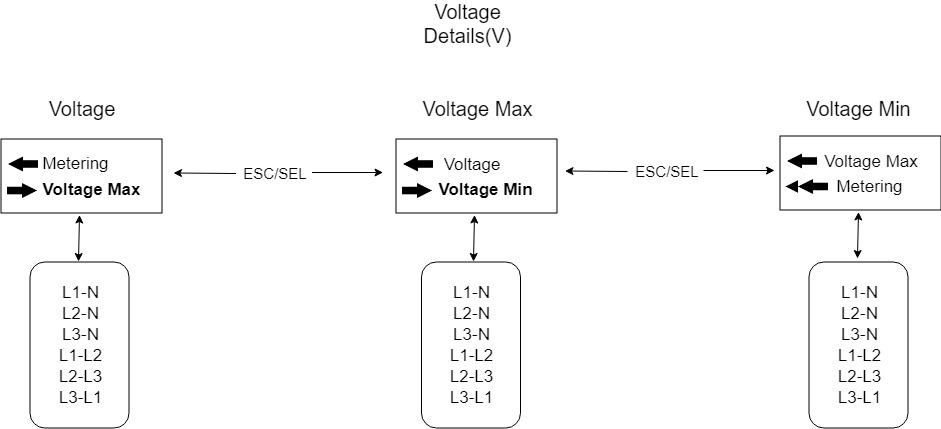 Voltage
Details(V)
Voltage
Voltage Max
Voltage Min
Metering
Voltage Max
ESC/SEL
Voltage
Voltage Min
ESC/SEL
Voltage Max
Metering
L1-N
L2-N
L3-N
L1-L2
L2-L3
L3-L1
L1-N
L2-N
L3-N
L1-L2
L2-L3
L3-L1
L1-N
L2-N
L3-N
L1-L2
L2-L3
L3-L1